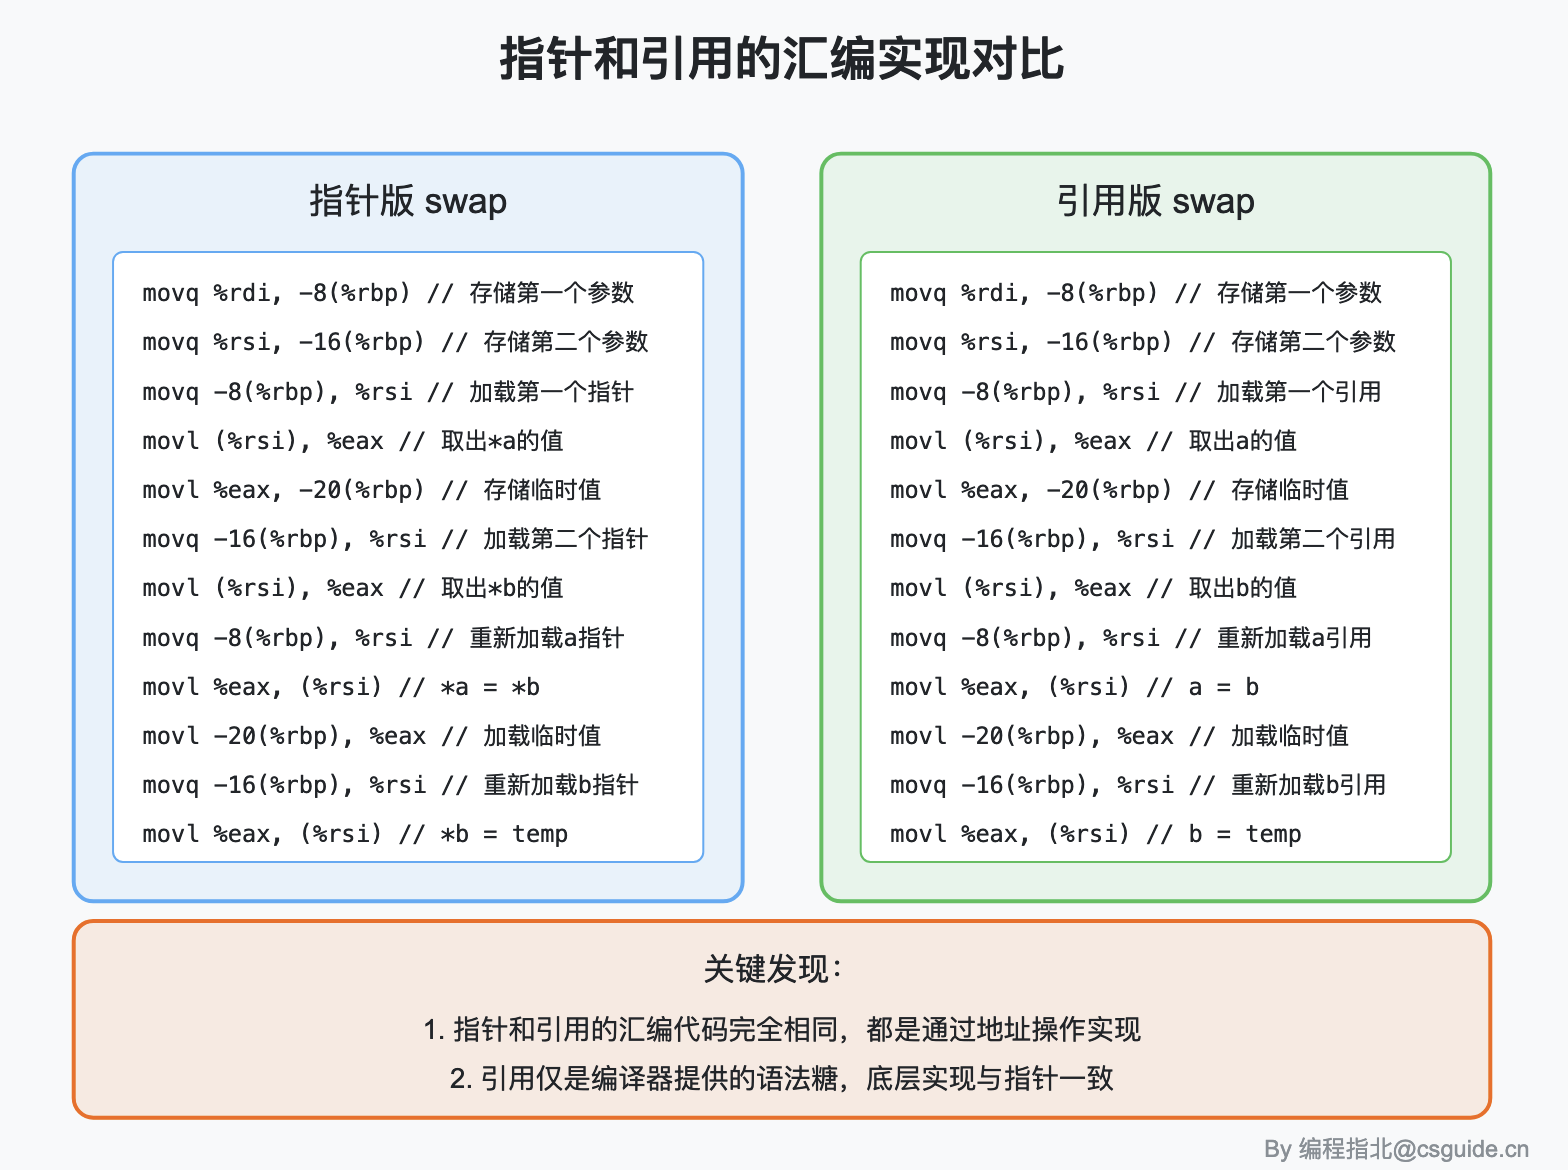 指针和引用的汇编实现对比
指针版 swap
movq %rdi, -8(%rbp) // 存储第一个参数
movq %rsi, -16(%rbp) // 存储第二个参数
movq -8(%rbp), %rsi // 加载第一个指针
movl (%rsi), %eax // 取出*a的值
movl %eax, -20(%rbp) // 存储临时值
movq -16(%rbp), %rsi // 加载第二个指针
movl (%rsi), %eax // 取出*b的值
movq -8(%rbp), %rsi // 重新加载a指针
movl %eax, (%rsi) // *a = *b
movl -20(%rbp), %eax // 加载临时值
movq -16(%rbp), %rsi // 重新加载b指针
movl %eax, (%rsi) // *b = temp
引用版 swap
movq %rdi, -8(%rbp) // 存储第一个参数
movq %rsi, -16(%rbp) // 存储第二个参数
movq -8(%rbp), %rsi // 加载第一个引用
movl (%rsi), %eax // 取出a的值
movl %eax, -20(%rbp) // 存储临时值
movq -16(%rbp), %rsi // 加载第二个引用
movl (%rsi), %eax // 取出b的值
movq -8(%rbp), %rsi // 重新加载a引用
movl %eax, (%rsi) // a = b
movl -20(%rbp), %eax // 加载临时值
movq -16(%rbp), %rsi // 重新加载b引用
movl %eax, (%rsi) // b = temp
关键发现：
1. 指针和引用的汇编代码完全相同，都是通过地址操作实现
2. 引用仅是编译器提供的语法糖，底层实现与指针一致
By 编程指北@csguide.cn